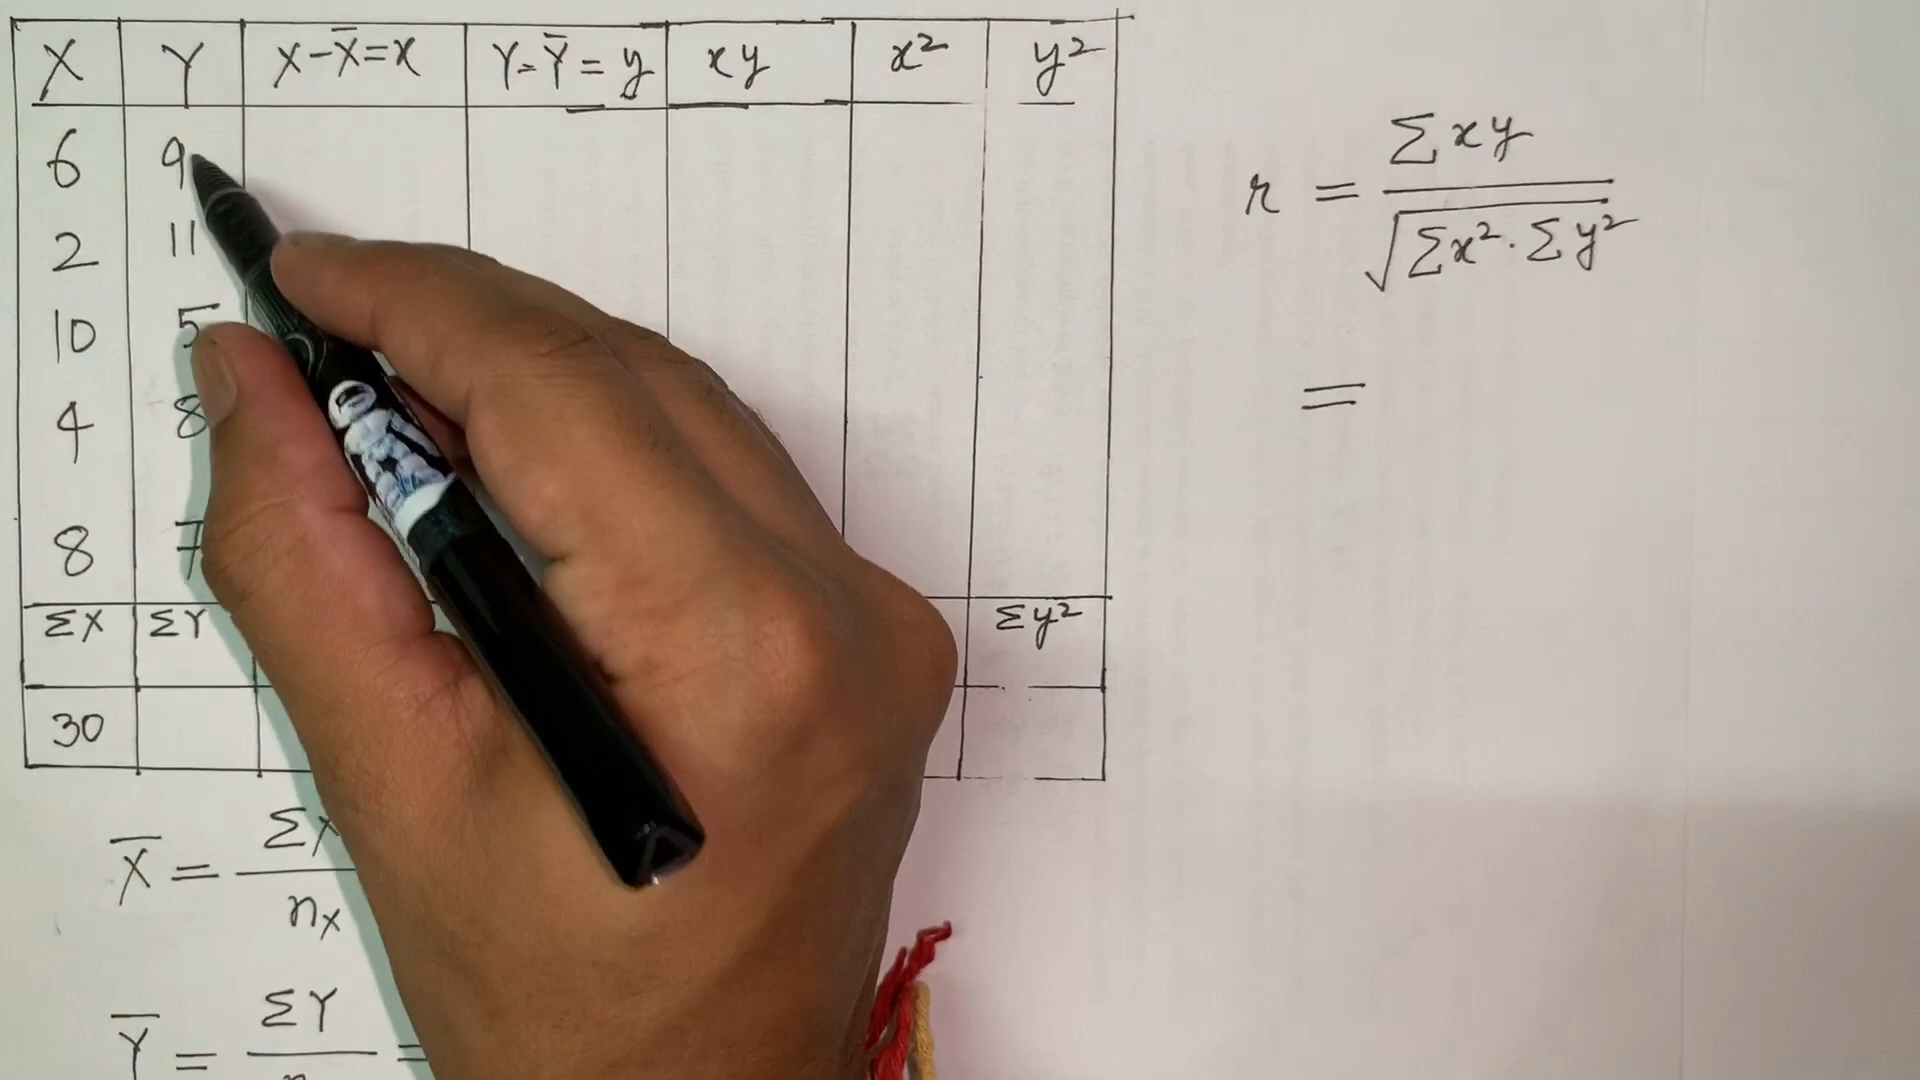 X Y X-X̅=x Y-Y̅=y xy x² y²
6 9
2 11
10 5
4 8
8 7
ΣX ΣY Σy²
30
r = Σxy / √Σx²·Σy²
=
X̅ = ΣX / nx
Y̅ = ΣY =